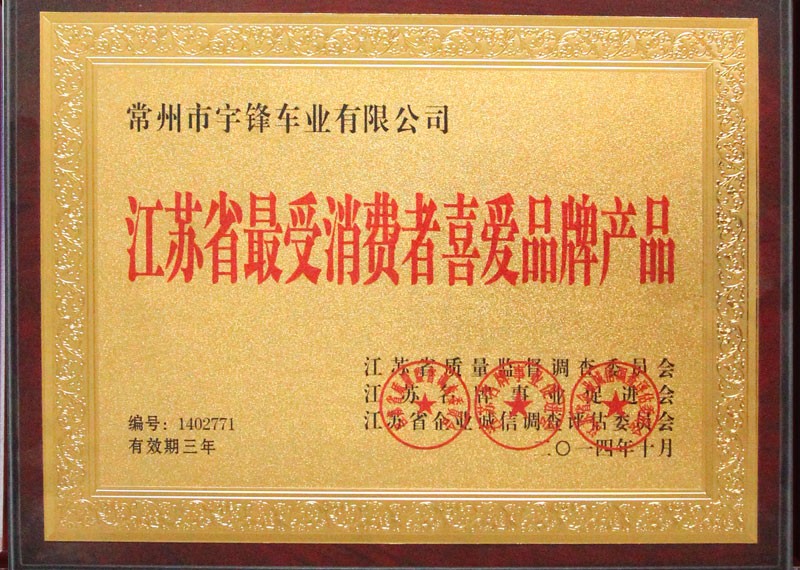 常州市宇锋车业有限公司
江苏省最受消费者喜爱品牌产品
江苏省质量监督调查委员会
江苏名牌事业促进会
江苏省企业诚信调查评估委员会
编号：1402771
有效期三年
二〇一四年十月